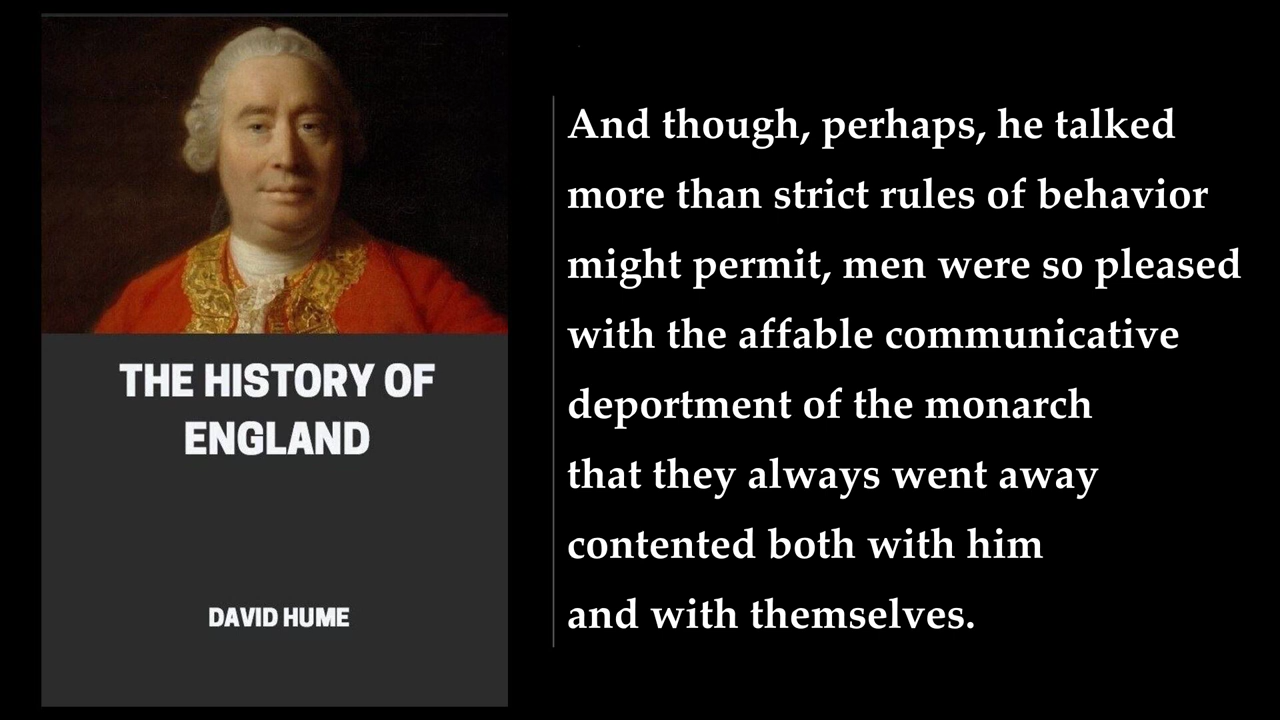 THE HISTORY OF
ENGLAND
DAVID HUME
And though, perhaps, he talked
more than strict rules of behavior
might permit, men were so pleased
with the affable communicative
deportment of the monarch
that they always went away
contented both with him
and with themselves.